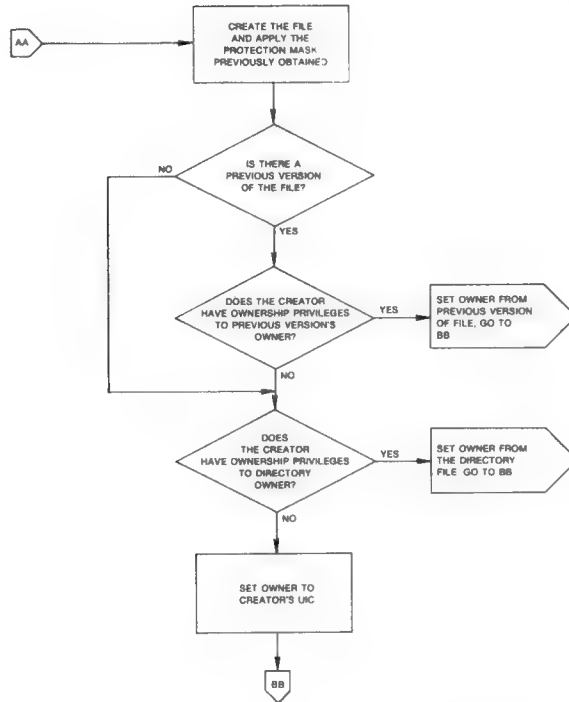 AA
CREATE THE FILE
AND APPLY THE
PROTECTION MASK
PREVIOUSLY OBTAINED
NO
IS THERE A
PREVIOUS VERSION
OF THE FILE?
YES
DOES THE CREATOR
HAVE OWNERSHIP PRIVILEGES
TO PREVIOUS VERSION'S
OWNER?
YES
SET OWNER FROM
PREVIOUS VERSION
OF FILE, GO TO
BB
NO
DOES
THE CREATOR
HAVE OWNERSHIP PRIVILEGES
TO DIRECTORY
OWNER?
YES
SET OWNER FROM
THE DIRECTORY
FILE GO TO BB
NO
SET OWNER TO
CREATOR'S UIC
BB